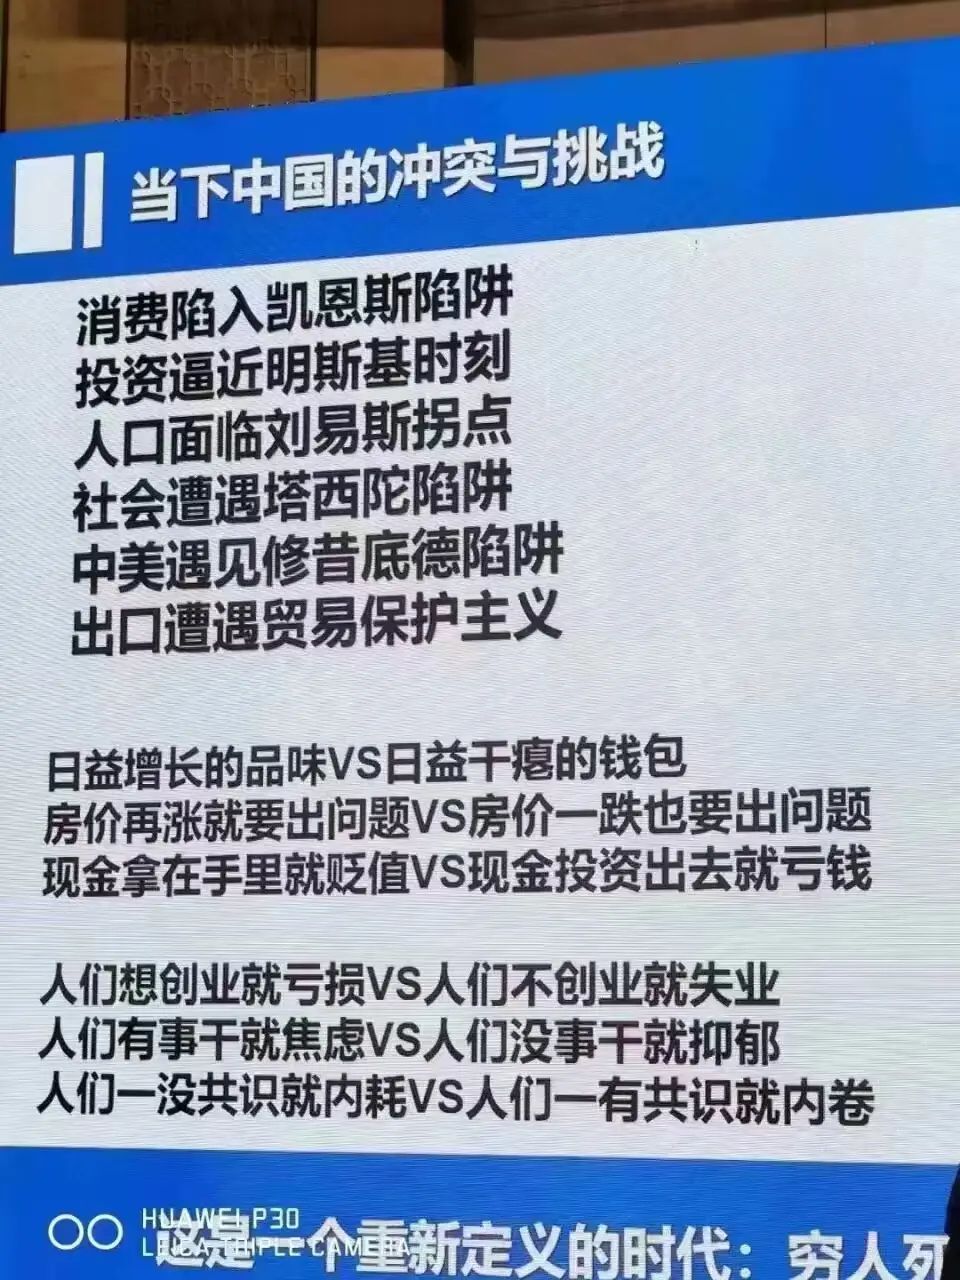 当下中国的冲突与挑战
消费陷入凯恩斯陷阱
投资逼近明斯基时刻
人口面临刘易斯拐点
社会遭遇塔西陀陷阱
中美遇见修昔底德陷阱
出口遭遇贸易保护主义
日益增长的品味VS日益干瘪的钱包
房价再涨就要出问题VS房价一跌也要出问题
现金拿在手里就贬值VS现金投资出去就亏钱
人们想创业就亏损VS人们不创业就失业
人们有事干就焦虑VS人们没事干就抑郁
人们一没共识就内耗VS人们一有共识就内卷
这是一个重新定义的时代：穷人死
HUAWEI P30
LEICA TRIPLE CAMERA